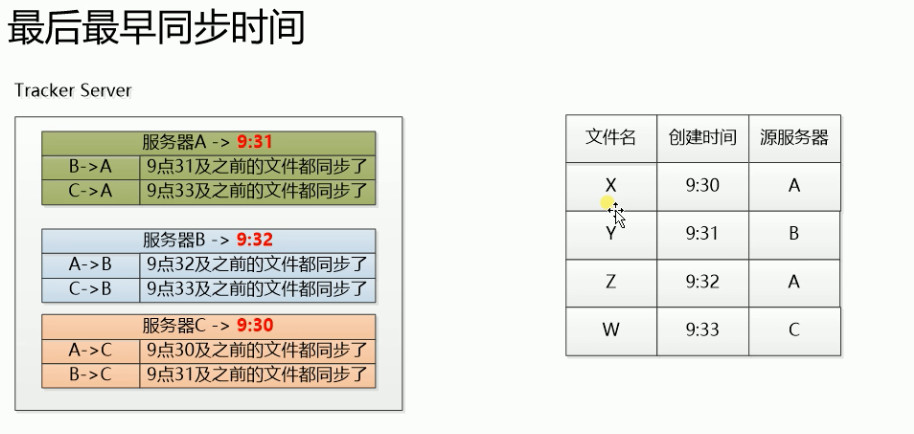 最后最早同步时间
Tracker Server
服务器A -> 9:31
B->A 9点31及之前的文件都同步了
C->A 9点33及之前的文件都同步了
服务器B -> 9:32
A->B 9点32及之前的文件都同步了
C->B 9点33及之前的文件都同步了
服务器C -> 9:30
A->C 9点30及之前的文件都同步了
B->C 9点31及之前的文件都同步了
文件名 创建时间 源服务器
X 9:30 A
Y 9:31 B
Z 9:32 A
W 9:33 C